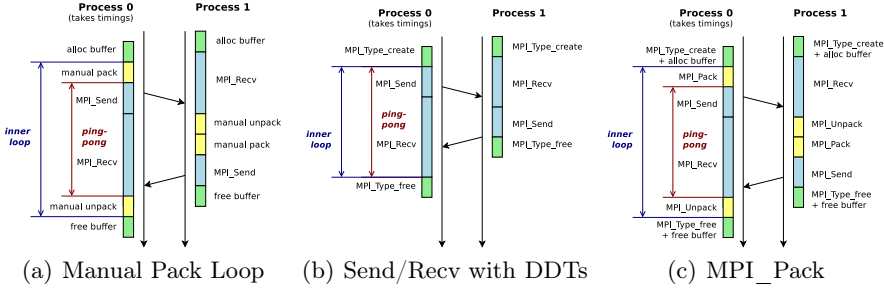 Process 0
(takes timings)
Process 1
alloc buffer
manual pack
MPI_Send
inner
loop
ping-
pong
MPI_Recv
manual unpack
free buffer
alloc buffer
MPI_Recv
manual unpack
manual pack
MPI_Send
free buffer
(a) Manual Pack Loop
Process 0
(takes timings)
Process 1
MPI_Type_create
MPI_Send
inner
loop
ping-
pong
MPI_Recv
MPI_Type_free
MPI_Type_create
MPI_Recv
MPI_Send
MPI_Type_free
(b) Send/Recv with DDTs
Process 0
(takes timings)
Process 1
MPI_Type_create
+ alloc buffer
MPI_Pack
MPI_Send
inner
loop
ping-
pong
MPI_Recv
MPI_Unpack
MPI_Type_free
+ free buffer
MPI_Type_create
+ alloc buffer
MPI_Recv
MPI_Unpack
MPI_Pack
MPI_Send
MPI_Type_free
+ free buffer
(c) MPI_Pack